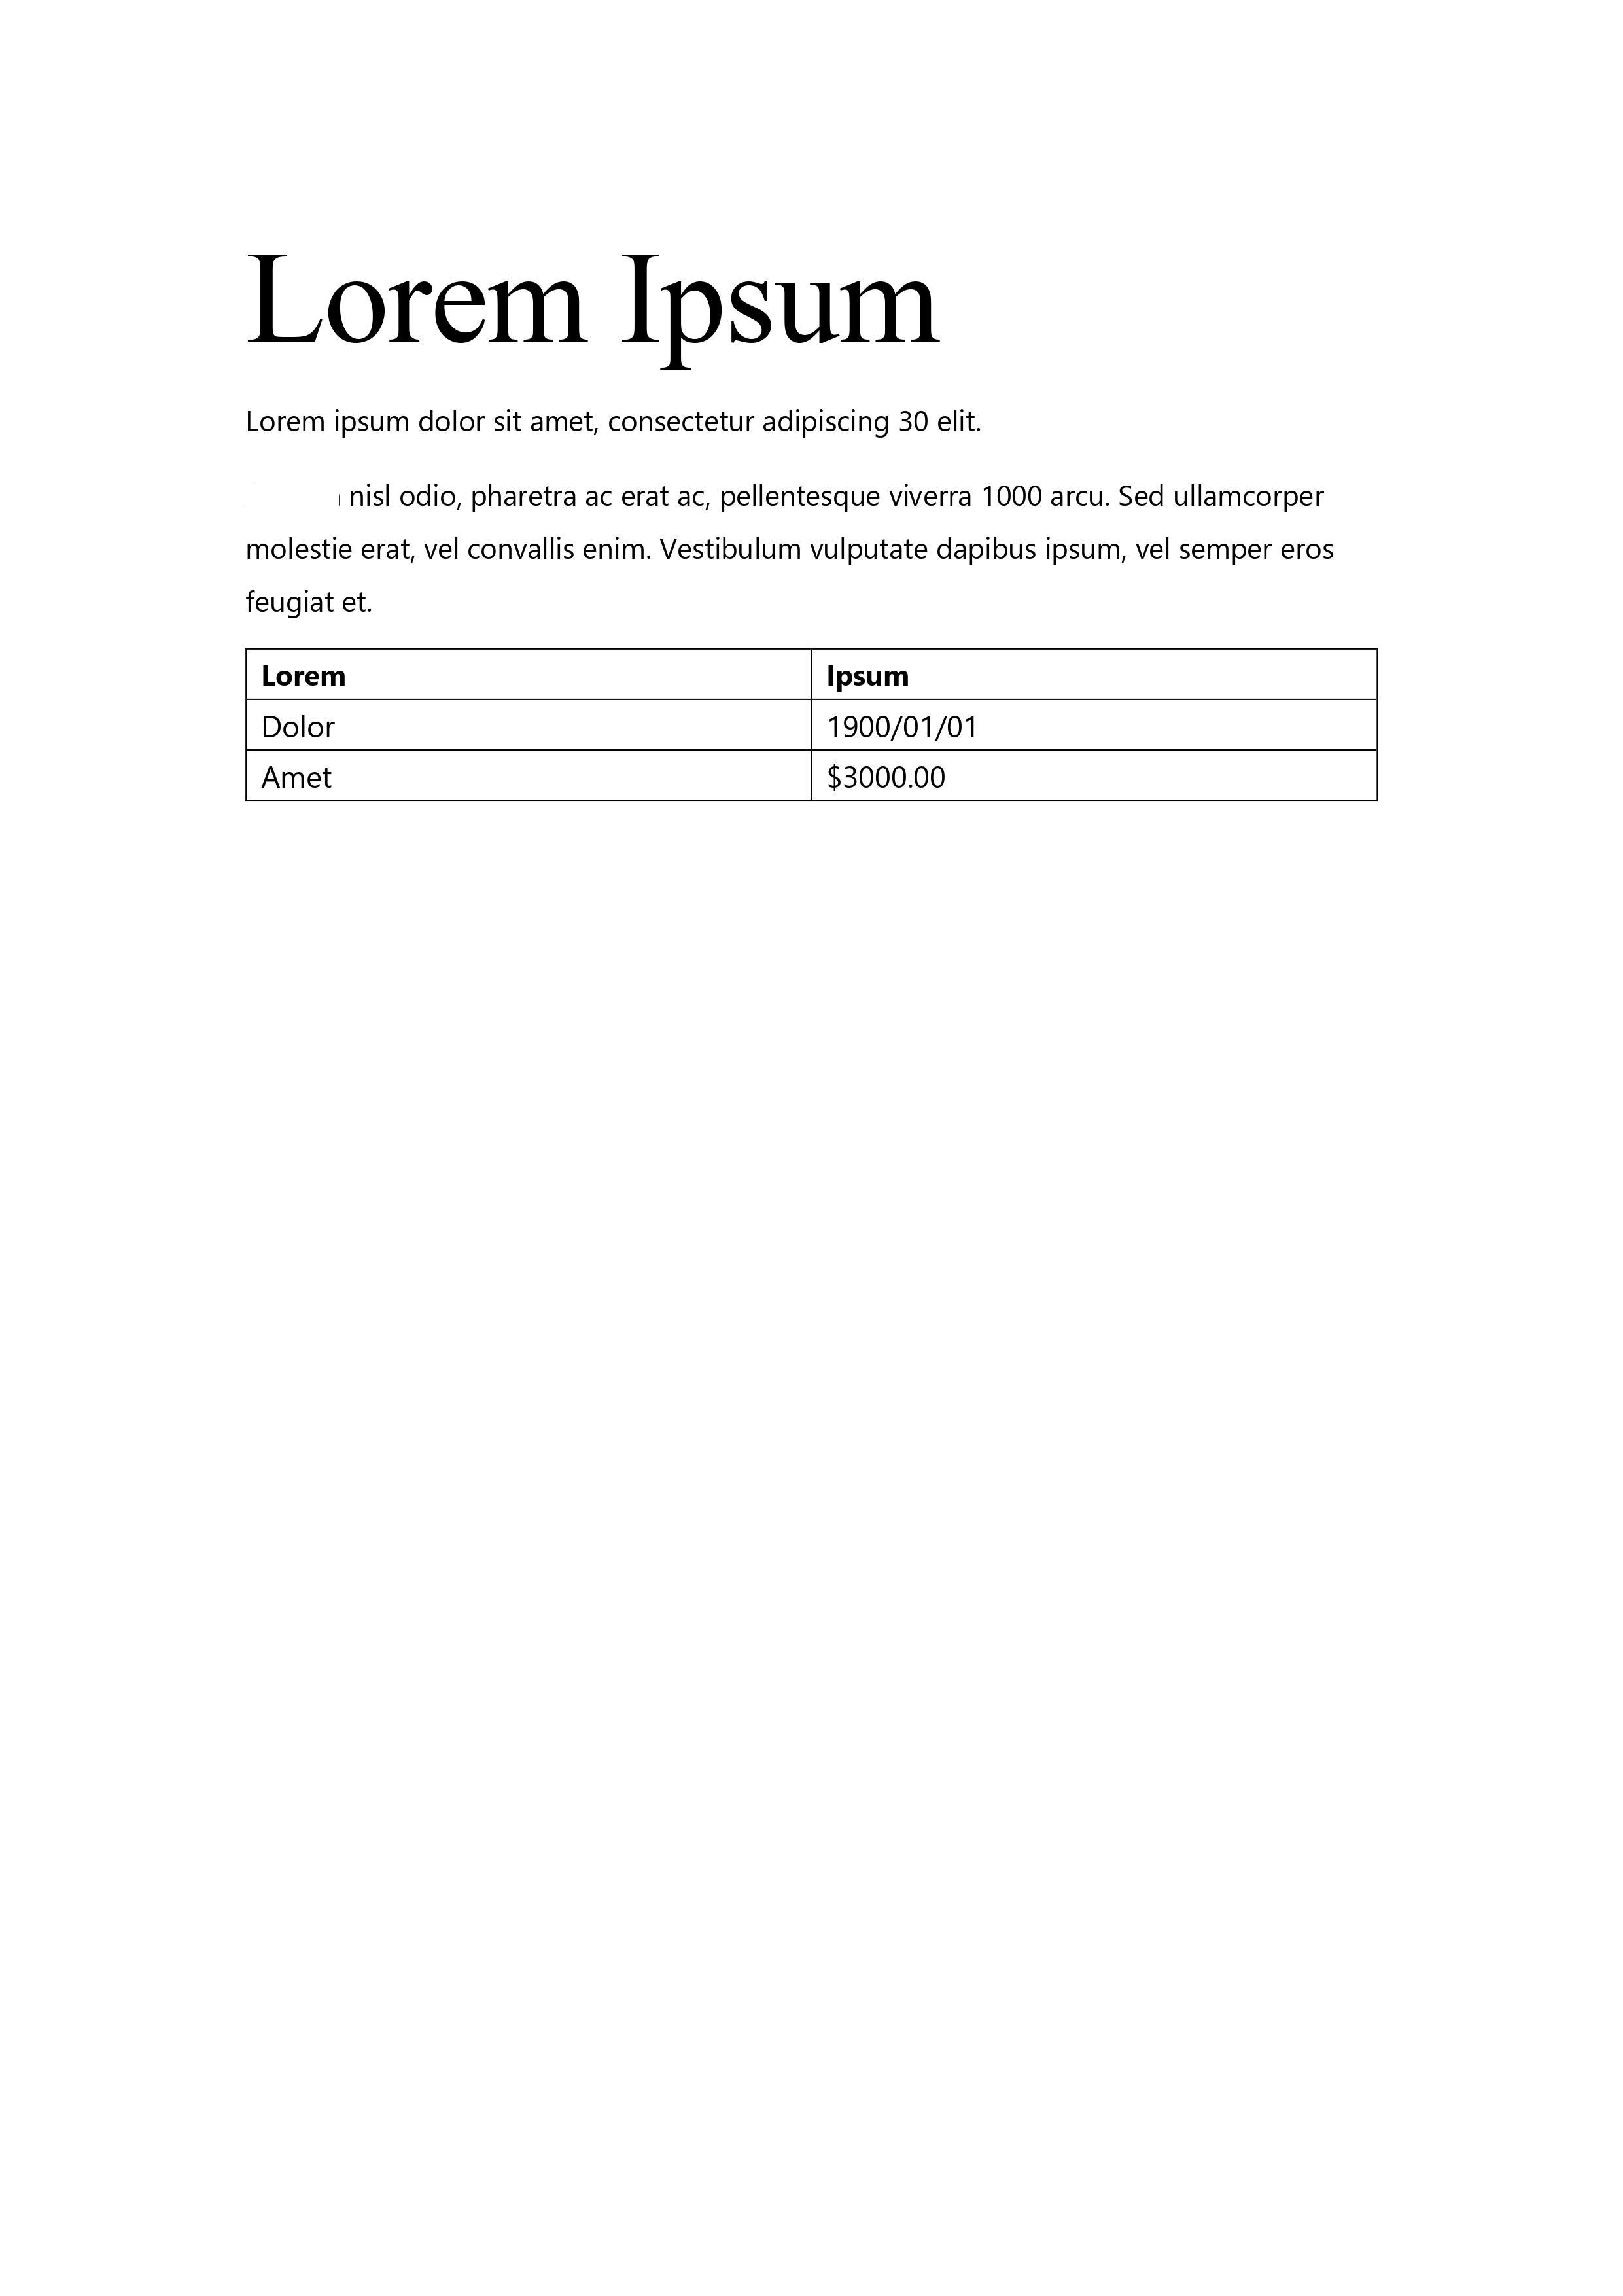 Lorem Ipsum
Lorem ipsum dolor sit amet, consectetur adipiscing 30 elit.
nisl odio, pharetra ac erat ac, pellentesque viverra 1000 arcu. Sed ullamcorper
molestie erat, vel convallis enim. Vestibulum vulputate dapibus ipsum, vel semper eros
feugiat et.
Lorem Ipsum
Dolor 1900/01/01
Amet $3000.00